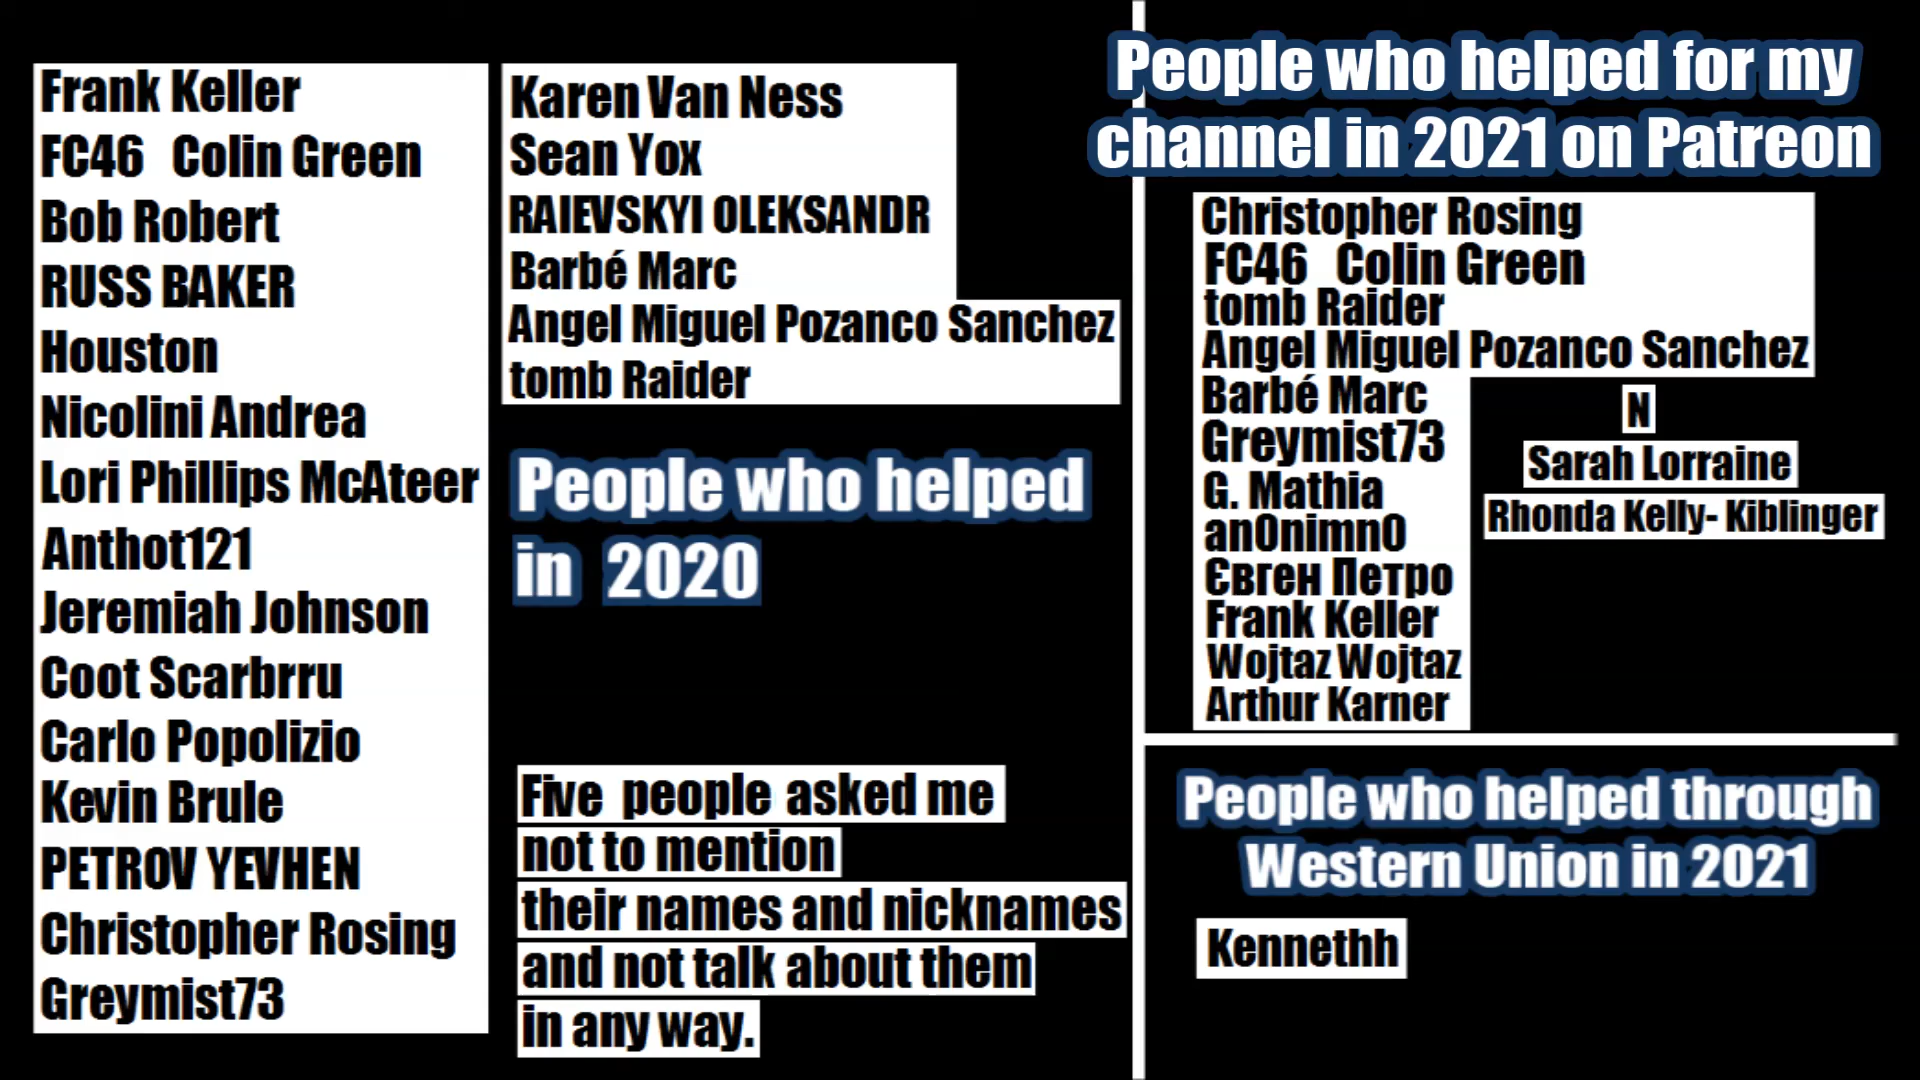 Frank Keller
FC46 Colin Green
Bob Robert
RUSS BAKER
Houston
Nicolini Andrea
Lori Phillips McAteer
Anthot121
Jeremiah Johnson
Coot Scarbrru
Carlo Popolizio
Kevin Brule
PETROV YEVHEN
Christopher Rosing
Greymist73
Karen Van Ness
Sean Yox
RAIEVSKYI OLEKSANDR
Barbé Marc
Angel Miguel Pozanco Sanchez
tomb Raider
People who helped
in 2020
Five people asked me
not to mention
their names and nicknames
and not talk about them
in any way.
People who helped for my
channel in 2021 on Patreon
Christopher Rosing
FC46 Colin Green
tomb Raider
Angel Miguel Pozanco Sanchez
Barbé Marc
Greymist73
G. Mathia
an0nimn0
Євген Петро
Frank Keller
Wojtaz Wojtaz
Arthur Karner
N
Sarah Lorraine
Rhonda Kelly- Kiblinger
People who helped through
Western Union in 2021
Kennethh